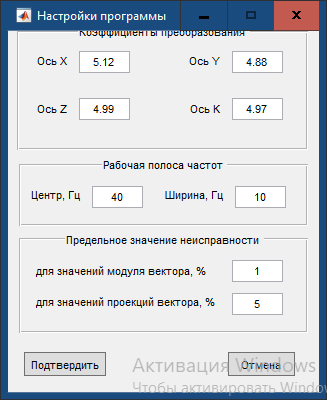 Настройки программы
Коэффициенты преобразования
Ось X 5.12 Ось Y 4.88
Ось Z 4.99 Ось K 4.97
Рабочая полоса частот
Центр, Гц 40 Ширина, Гц 10
Предельное значение неисправности
для значений модуля вектора, % 1
для значений проекций вектора, % 5
Подтвердить Отмена
Активация Windows
Чтобы активировать Windows